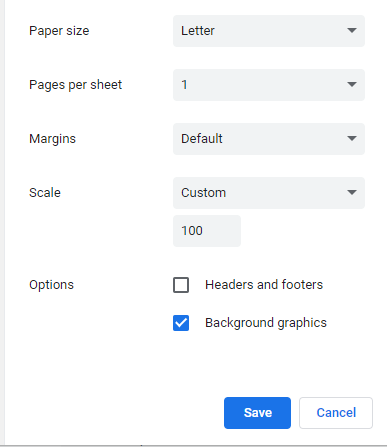 Paper size Letter
Pages per sheet 1
Margins Default
Scale Custom
100
Options Headers and footers
Background graphics
Save Cancel